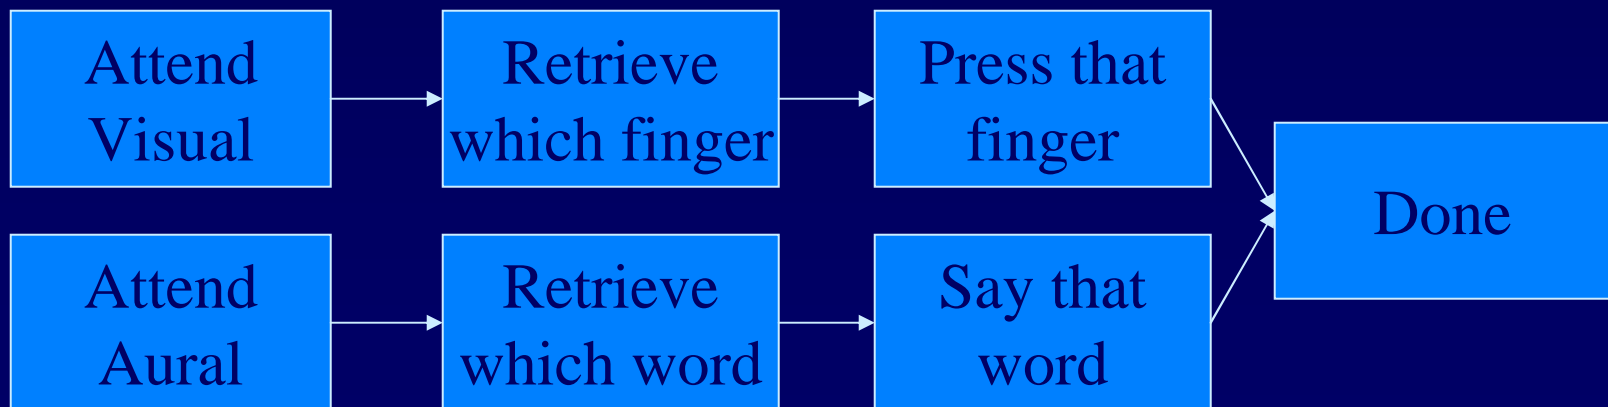 Attend
Visual
Retrieve
which finger
Press that
finger
Done
Attend
Aural
Retrieve
which word
Say that
word